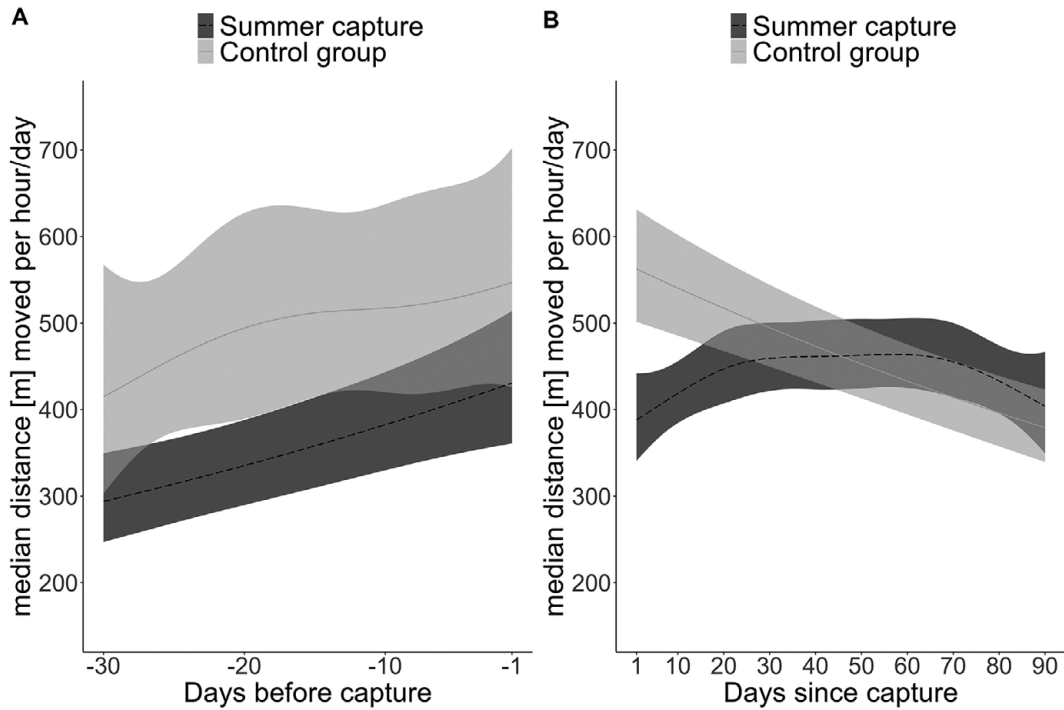 A
Summer capture
Control group
median distance [m] moved per hour/day
700
600
500
400
300
200
-30 -20 -10 -1
Days before capture
B
Summer capture
Control group
median distance [m] moved per hour/day
700
600
500
400
300
200
1 10 20 30 40 50 60 70 80 90
Days since capture